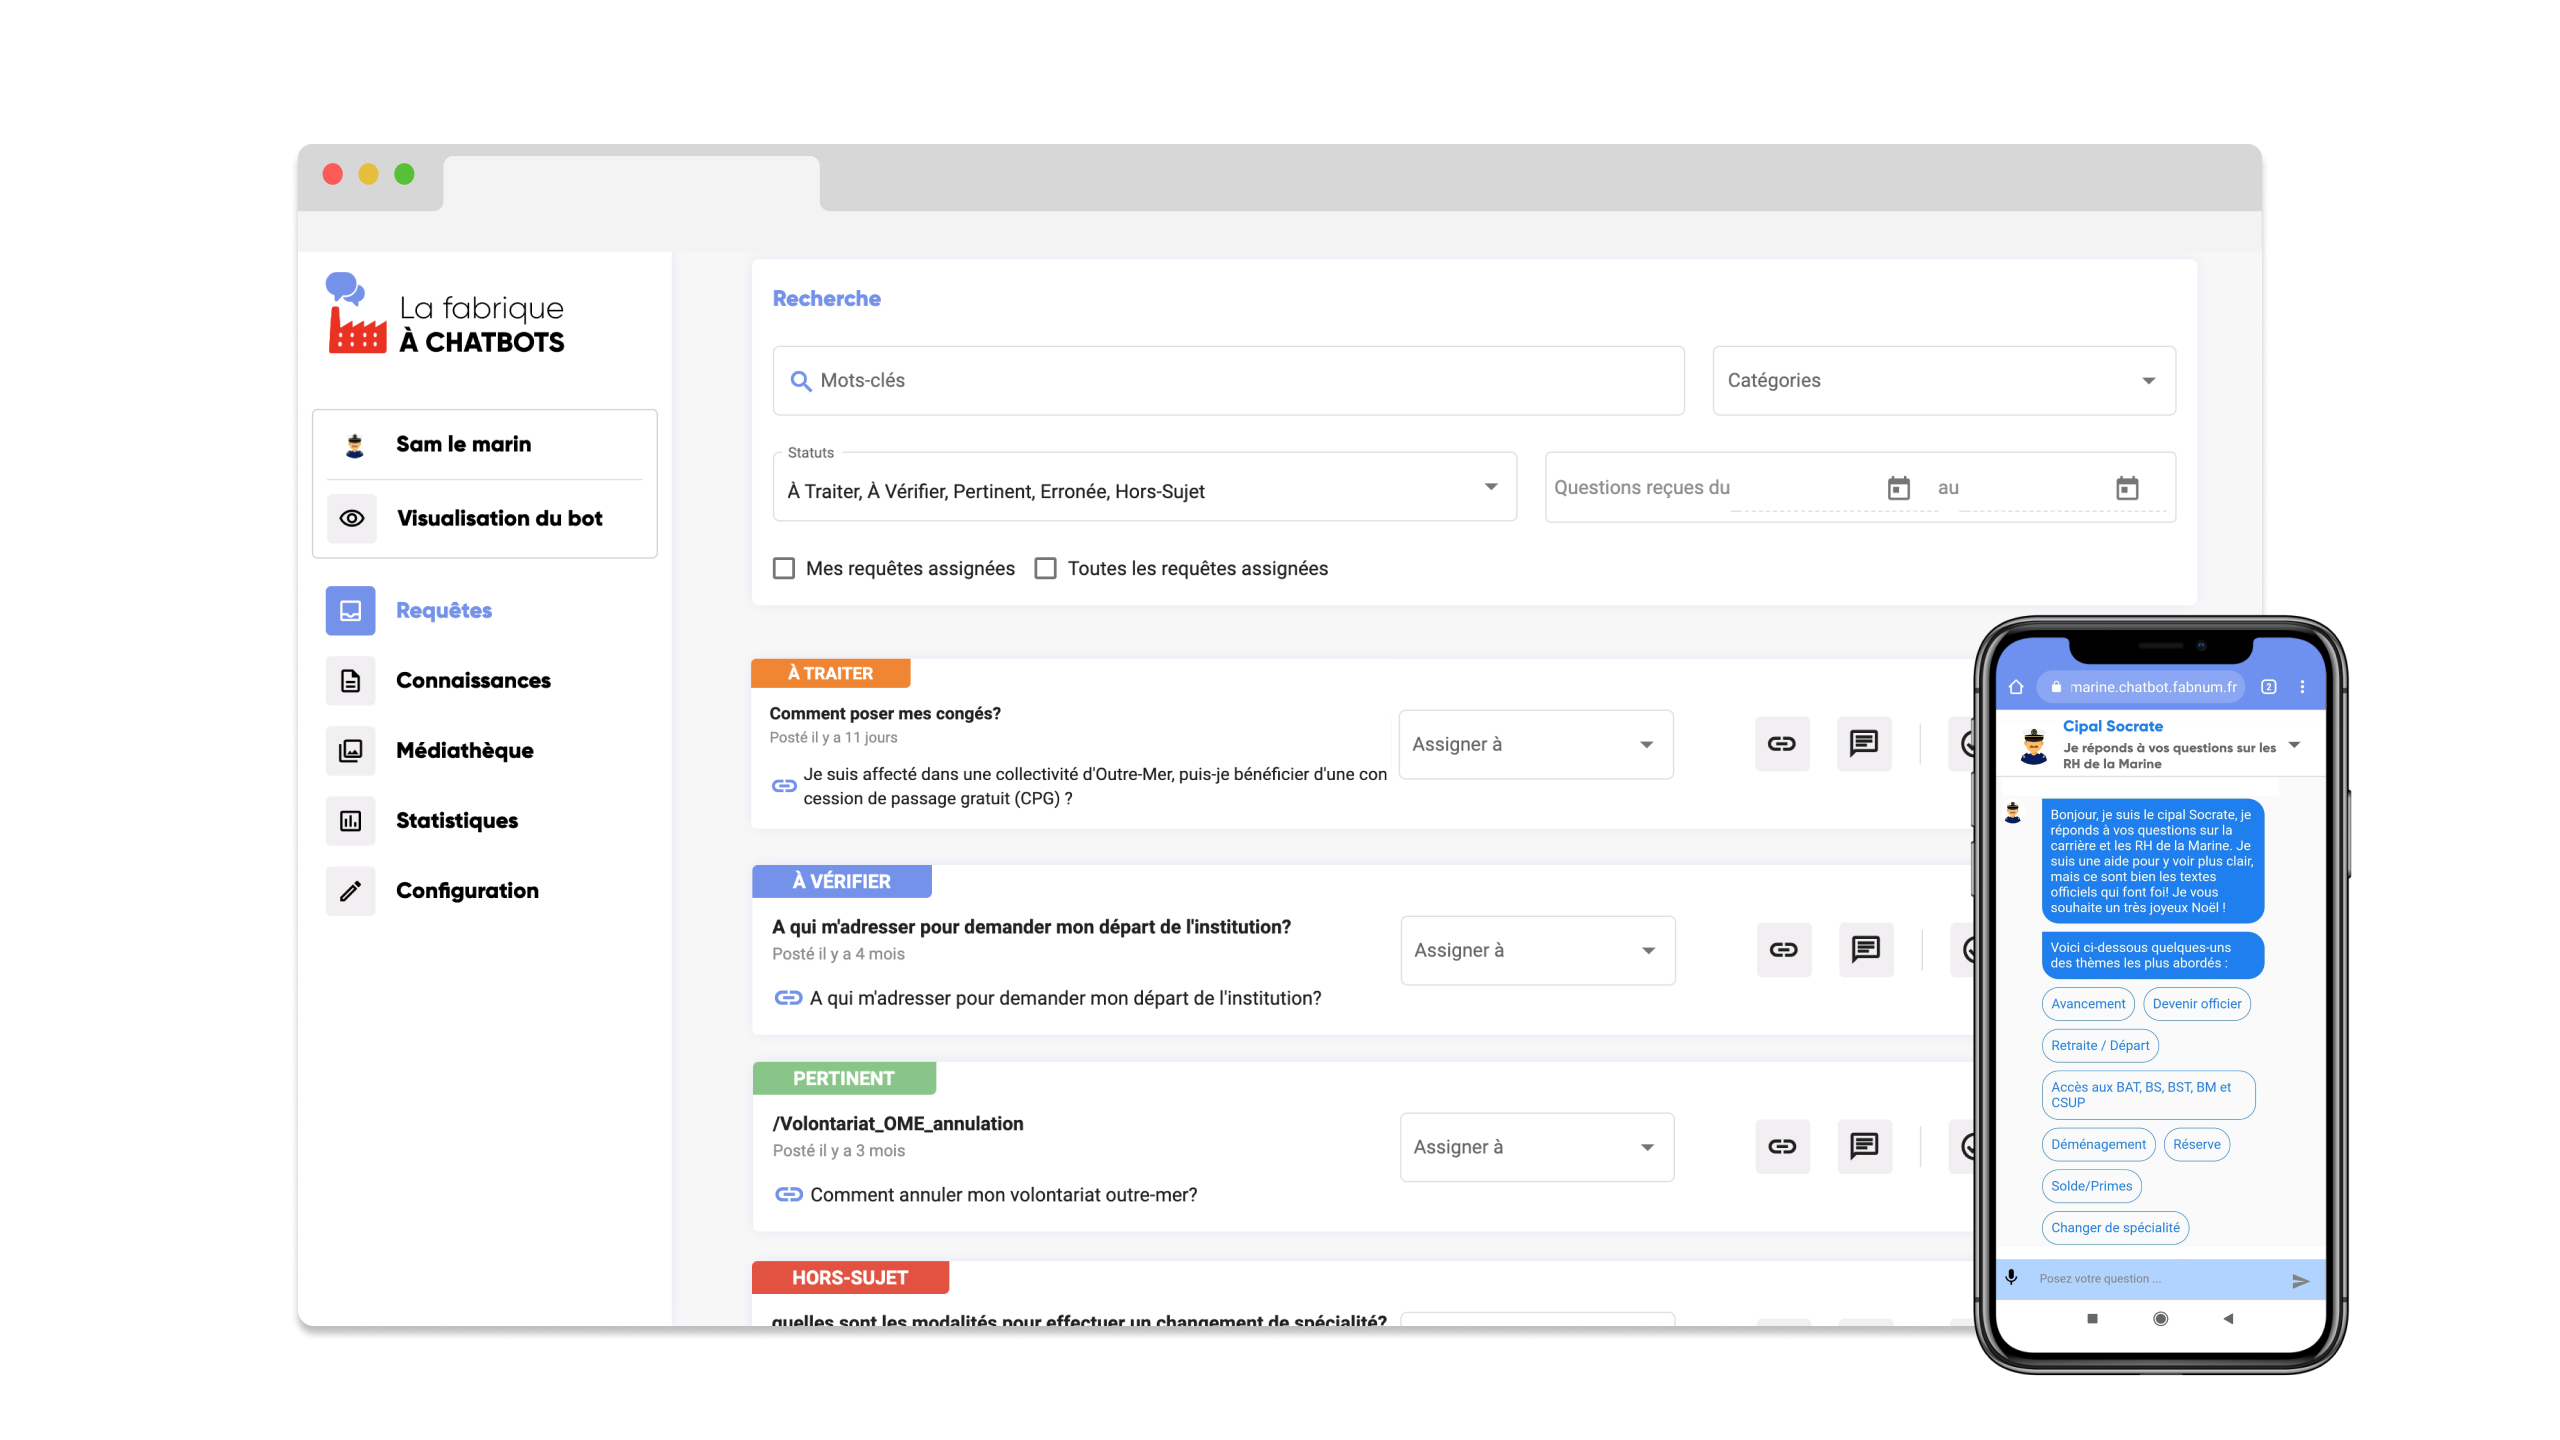 La fabrique
À CHATBOTS
Sam le marin
Visualisation du bot
Requêtes
Connaissances
Médiathèque
Statistiques
Configuration
Recherche
Mots-clés
Catégories
Statuts
À Traiter, À Vérifier, Pertinent, Erronée, Hors-Sujet
Questions reçues du
au
Mes requêtes assignées
Toutes les requêtes assignées
À TRAITER
Comment poser mes congés?
Posté il y a 11 jours
Je suis affecté dans une collectivité d'Outre-Mer, puis-je bénéficier d'une con
cession de passage gratuit (CPG) ?
Assigner à
À VÉRIFIER
A qui m'adresser pour demander mon départ de l'institution?
Posté il y a 4 mois
A qui m'adresser pour demander mon départ de l'institution?
Assigner à
PERTINENT
/Volontariat_OME_annulation
Posté il y a 3 mois
Comment annuler mon volontariat outre-mer?
Assigner à
HORS-SUJET
quelles sont les modalités pour effectuer un changement de spécialité?
marine.chatbot.fabnum.fr
2
Cipal Socrate
Je réponds à vos questions sur les
RH de la Marine
Bonjour, je suis le cipal Socrate, je
réponds à vos questions sur la
carrière et les RH de la Marine. Je
suis une aide pour y voir plus clair,
mais ce sont bien les textes
officiels qui font foi! Je vous
souhaite un très joyeux Noël !
Voici ci-dessous quelques-uns
des thèmes les plus abordés :
Avancement
Devenir officier
Retraite / Départ
Accès aux BAT, BS, BST, BM et
CSUP
Déménagement
Réserve
Solde/Primes
Changer de spécialité
Posez votre question ...